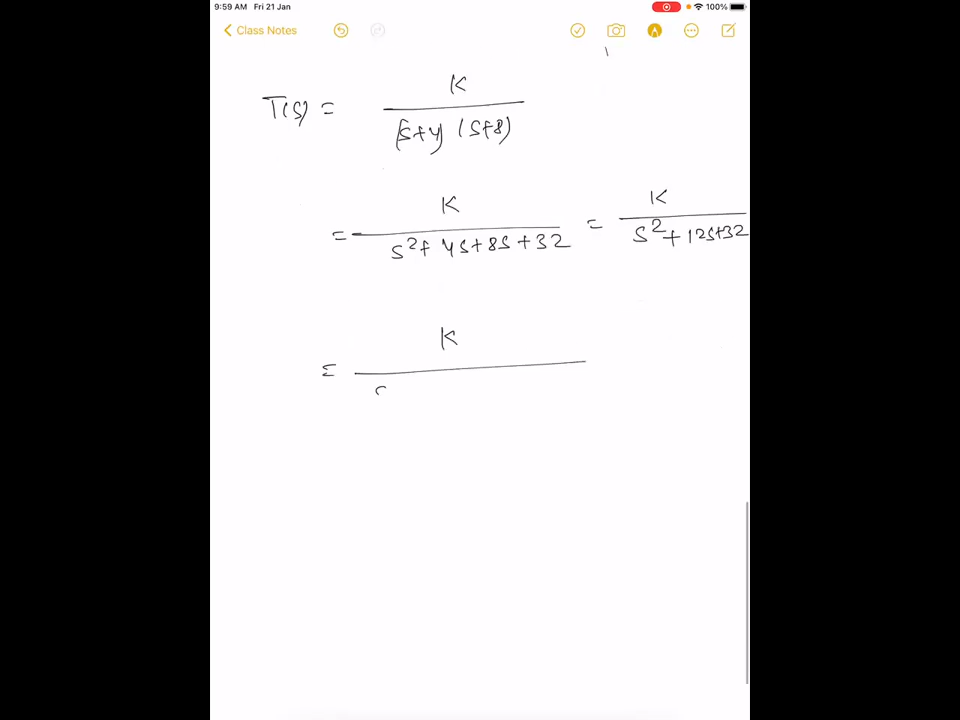 9:59 AM Fri 21 Jan 100%
Class Notes
T(s) = K / (s+4) (s+8)
= K / s²+ 4s+8s+32 = K / s²+12s+32
= K / s